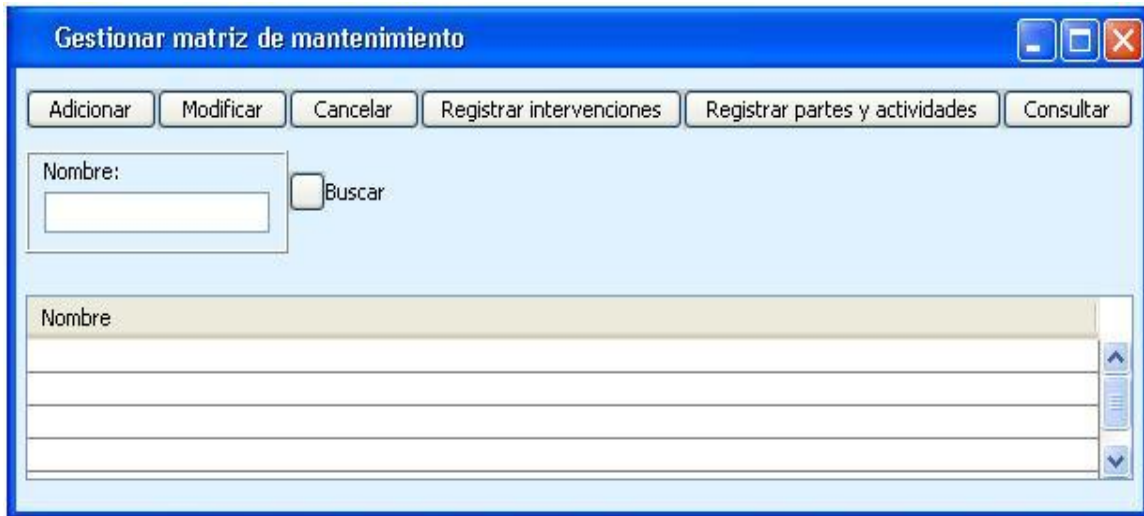 Gestionar matriz de mantenimiento
Adicionar Modificar Cancelar Registrar intervenciones Registrar partes y actividades Consultar
Nombre:
Buscar
Nombre